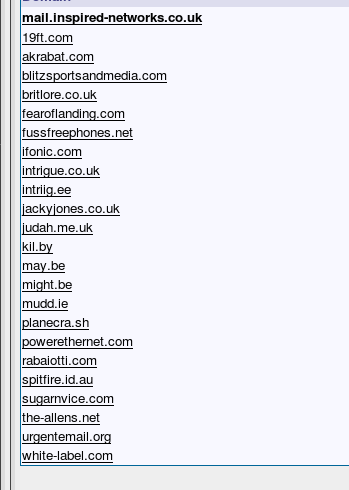 Domain
mail.inspired-networks.co.uk
19ft.com
akrabat.com
blitzsportsandmedia.com
britlore.co.uk
fearoflanding.com
fussfreephones.net
ifonic.com
intrigue.co.uk
intriig.ee
jackyjones.co.uk
judah.me.uk
kil.by
may.be
might.be
mudd.ie
planecra.sh
powerethernet.com
rabaiotti.com
spitfire.id.au
sugarnvice.com
the-allens.net
urgentemail.org
white-label.com